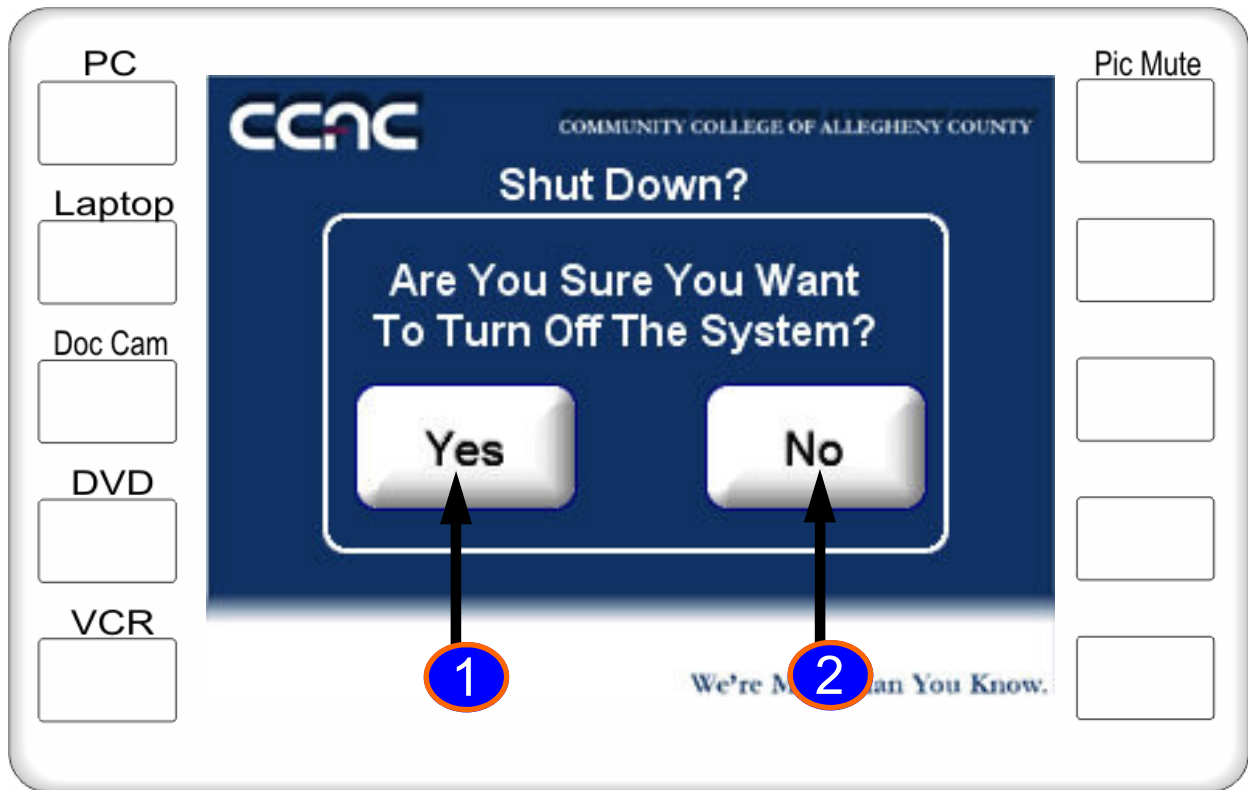 PC
Pic Mute
CCAC
COMMUNITY COLLEGE OF ALLEGHENY COUNTY
Shut Down?
Laptop
Are You Sure You Want
To Turn Off The System?
Doc Cam
Yes
No
DVD
VCR
1
2
We're You Know.